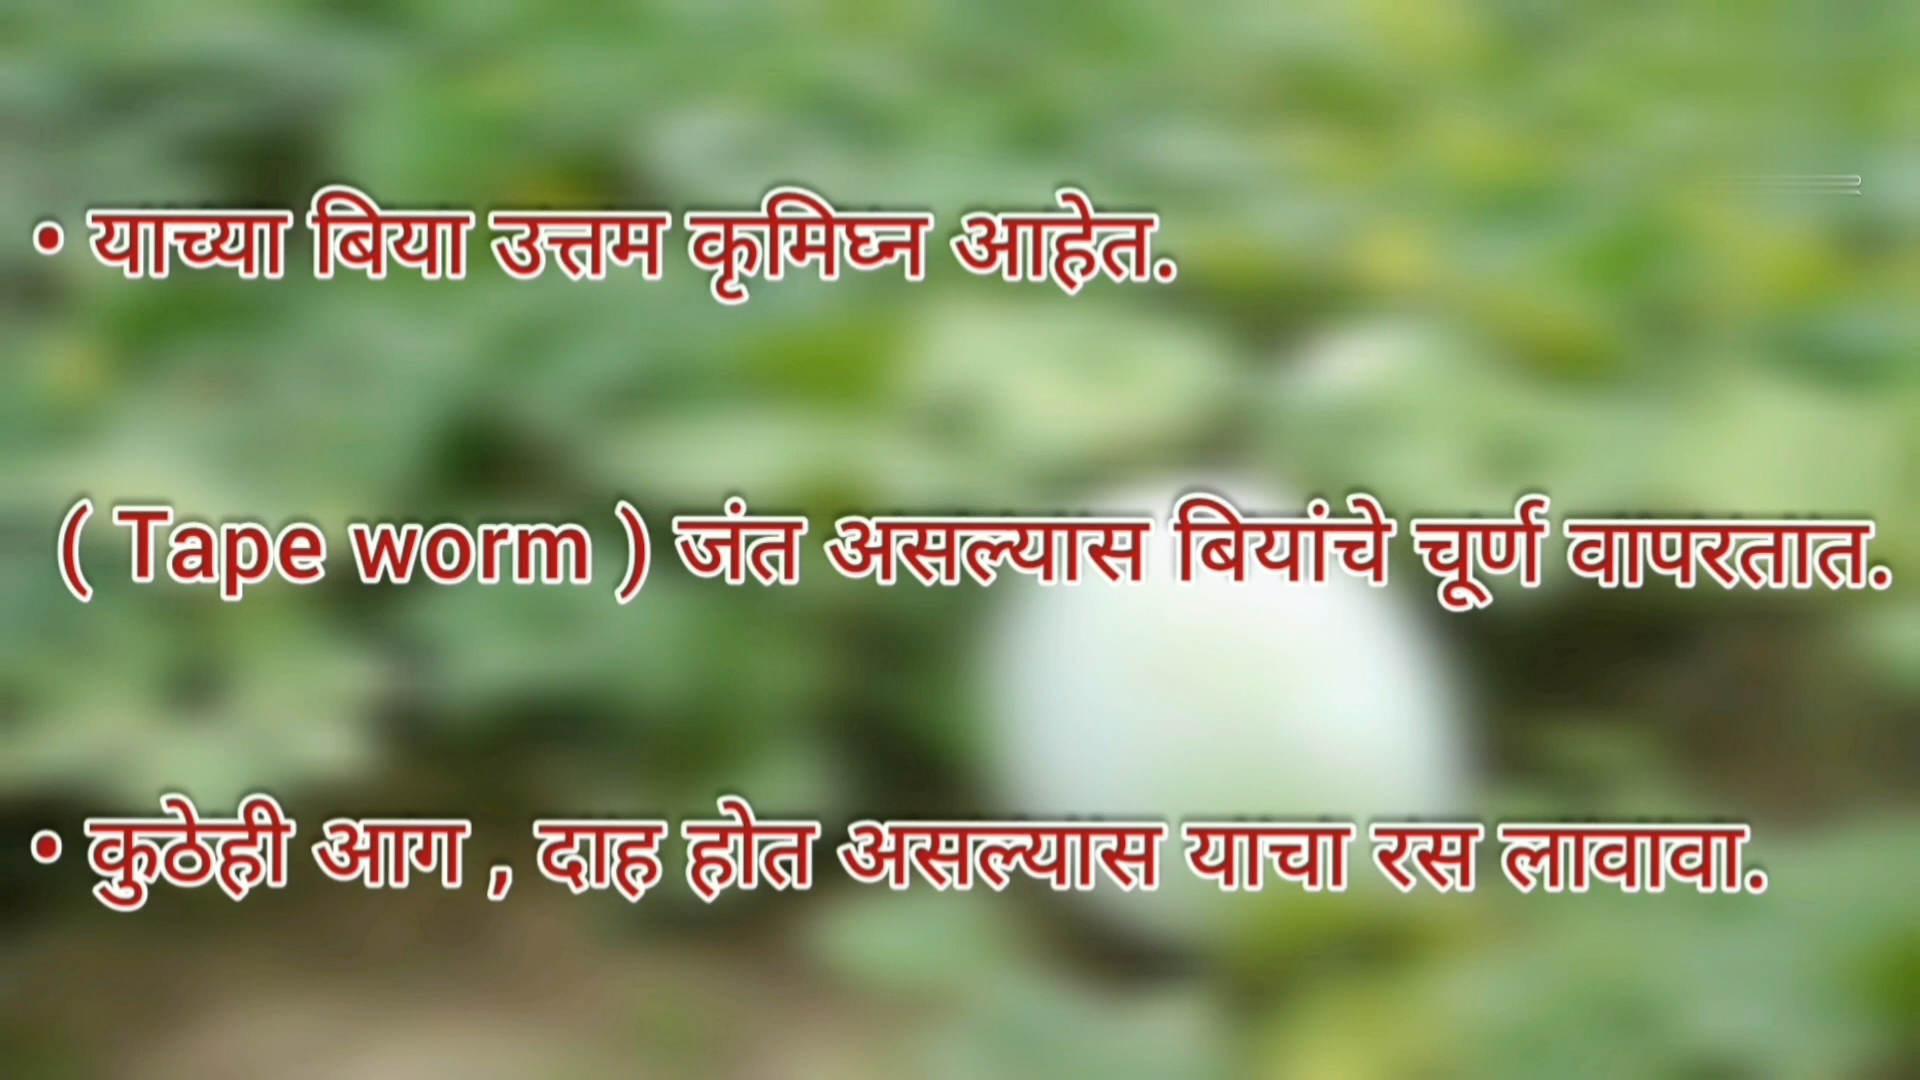 • याच्या बिया उत्तम कृमिघ्न आहेत.
( Tape worm ) जंत असल्यास बियांचे चूर्ण वापरतात.
• कुठेही आग , दाह होत असल्यास याचा रस लावावा.